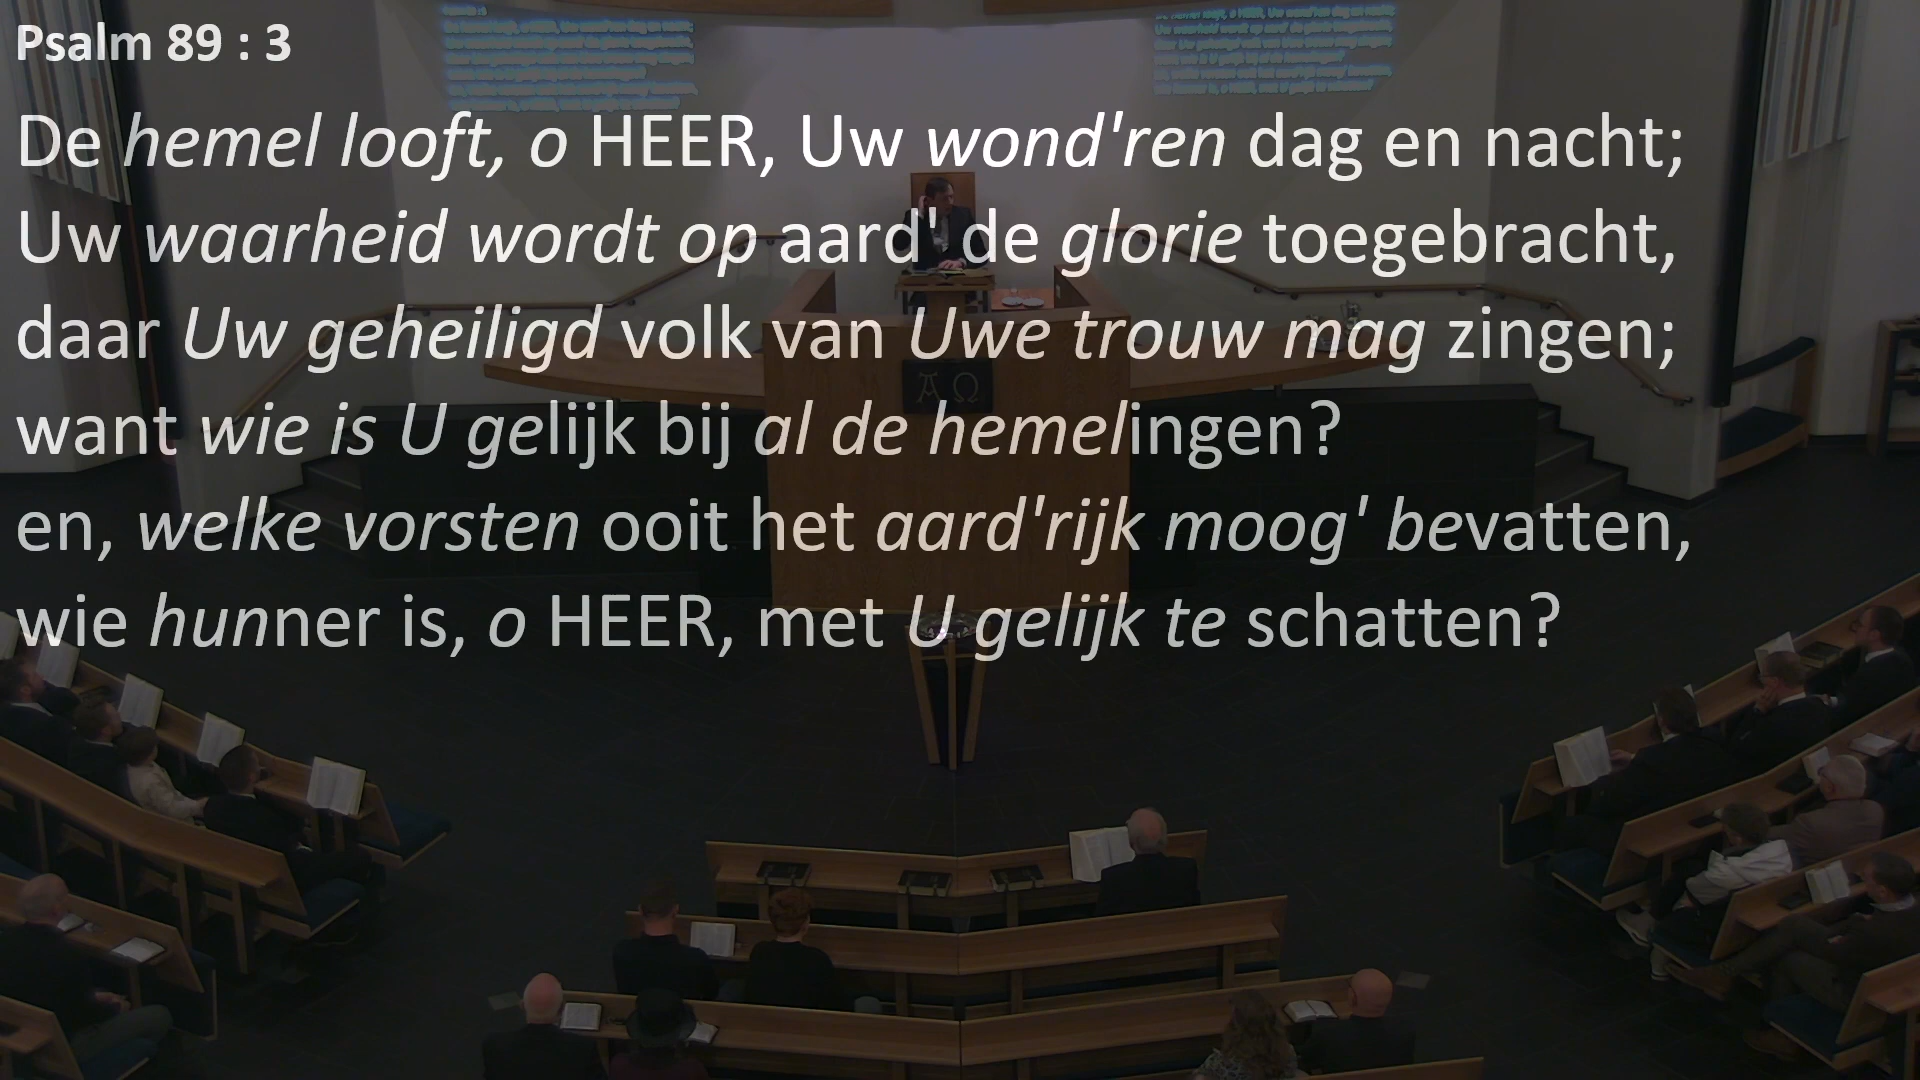 Psalm 89 : 3
De hemel looft, o HEER, Uw wond'ren dag en nacht;
Uw waarheid wordt op aard' de glorie toegebracht,
daar Uw geheiligd volk van Uwe trouw mag zingen;
want wie is U gelijk bij al de hemelingen?
en, welke vorsten ooit het aard'rijk moog' bevatten,
wie hunner is, o HEER, met U gelijk te schatten?
ΑΩ